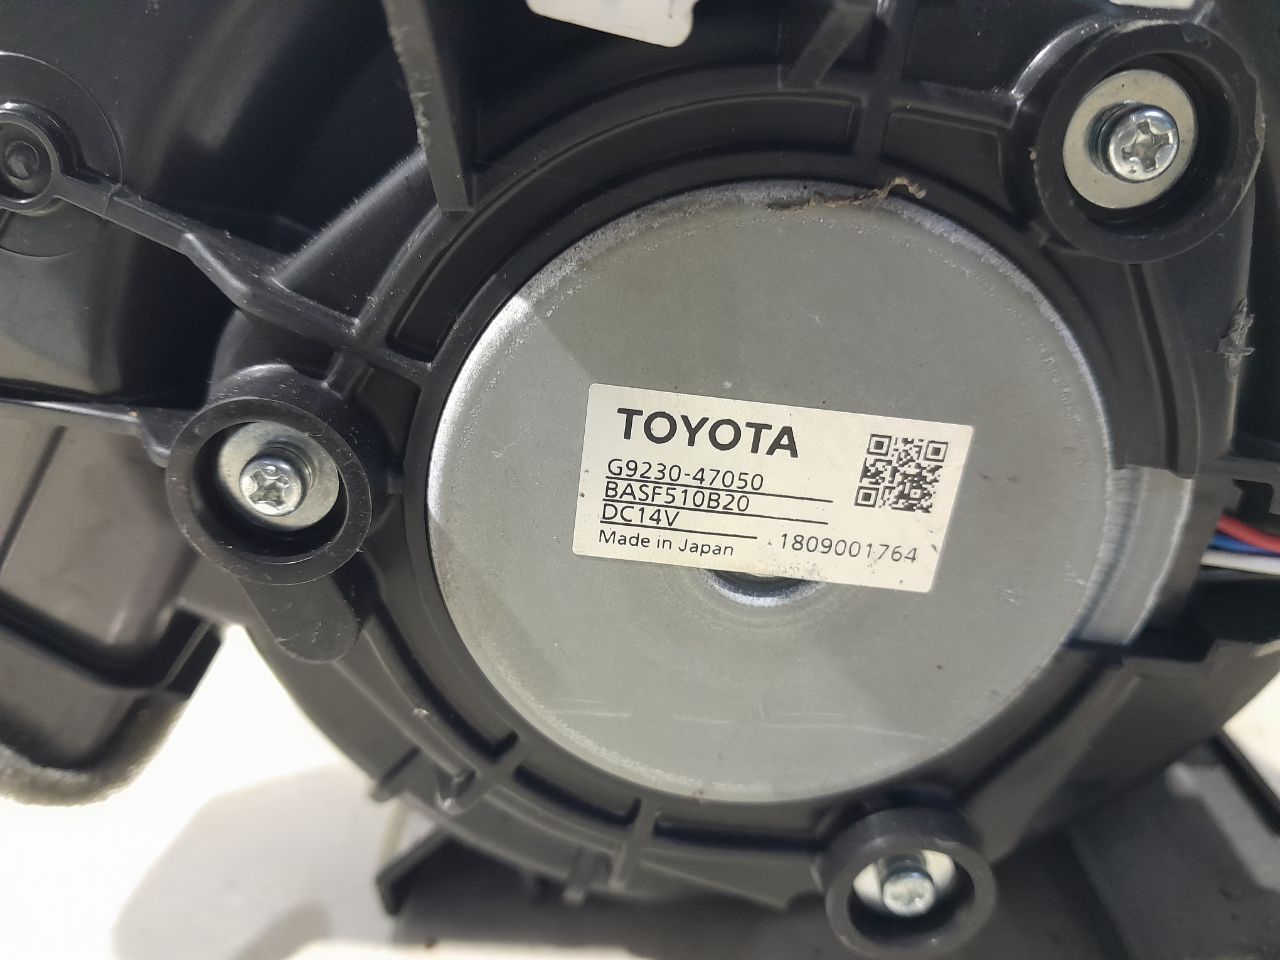 TOYOTA
G9230-47050
BASF510B20
DC14V
Made in Japan 1809001764